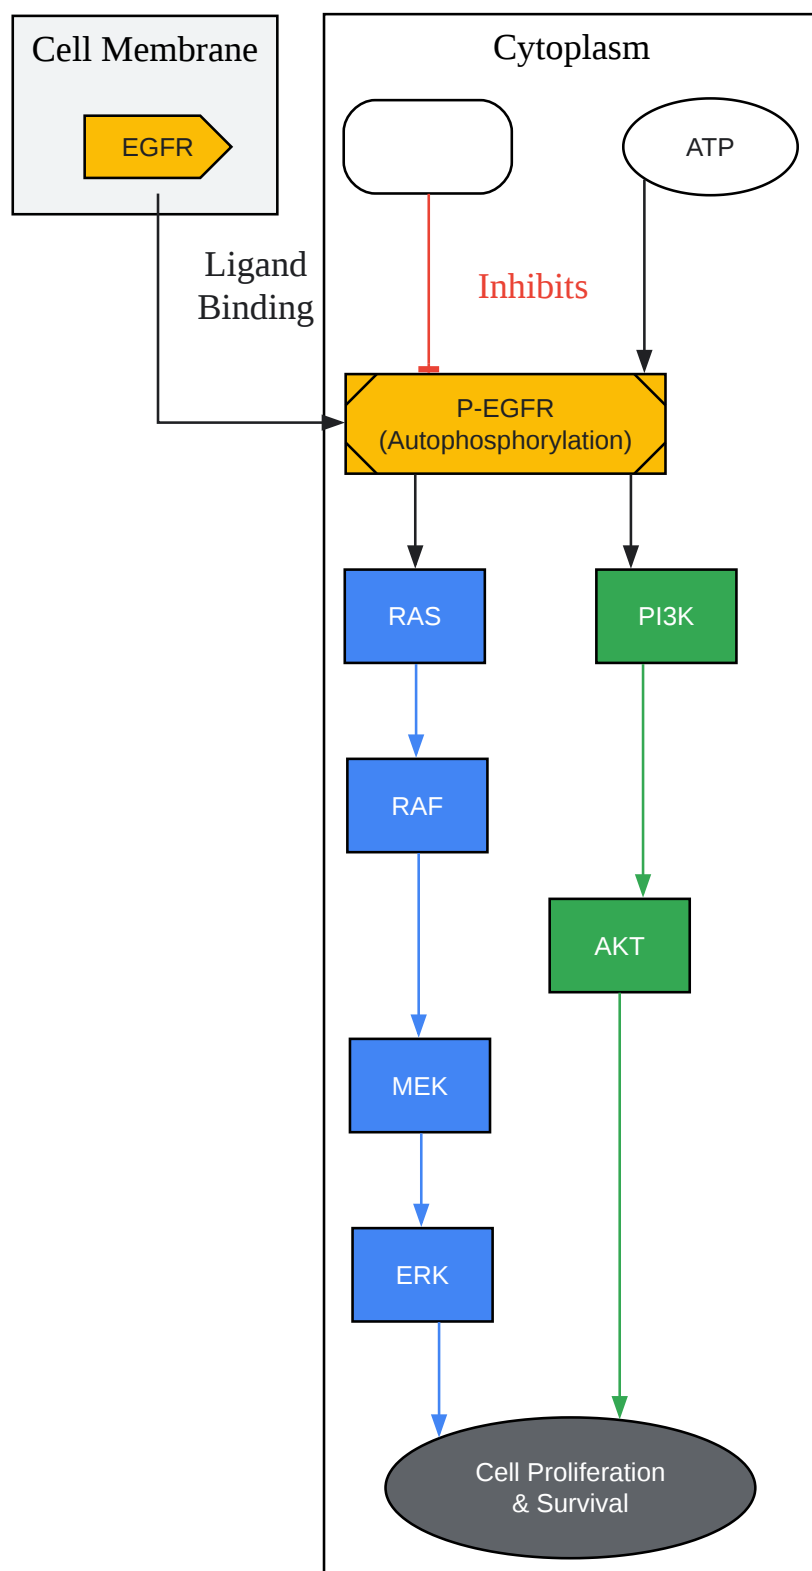 Cell Membrane
Cytoplasm
EGFR
ATP
Ligand
Binding
Inhibits
P-EGFR
(Autophosphorylation)
RAS
PI3K
RAF
AKT
MEK
ERK
Cell Proliferation
& Survival